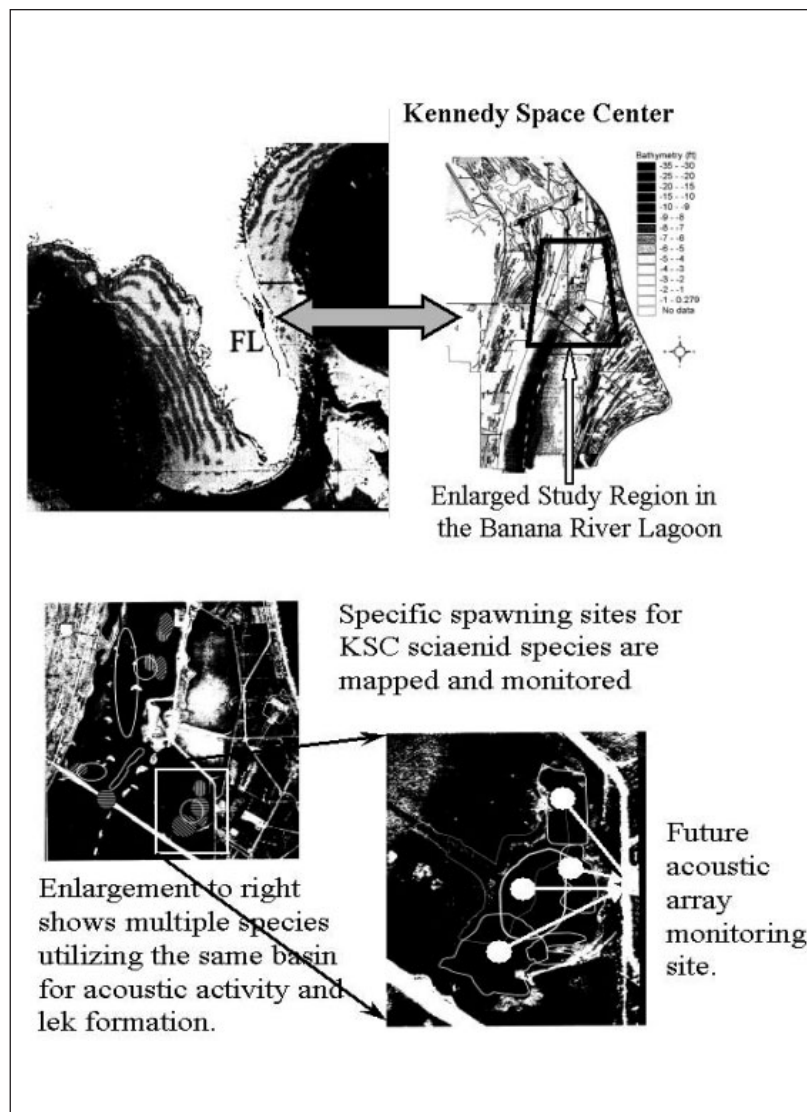 Kennedy Space Center
Bathymetry (ft)
-35 - -30
-25 - -20
-20 - -15
-15 - -10
-10 - -9
-9 - -8
-8 - -7
-7 - -6
-6 - -5
-5 - -4
-4 - -3
-3 - -2
-2 - -1
-1 - 0.279
No data
FL
Enlarged Study Region in
the Banana River Lagoon
Specific spawning sites for
KSC sciaenid species are
mapped and monitored
Enlargement to right
shows multiple species
utilizing the same basin
for acoustic activity and
lek formation.
Future
acoustic
array
monitoring
site.